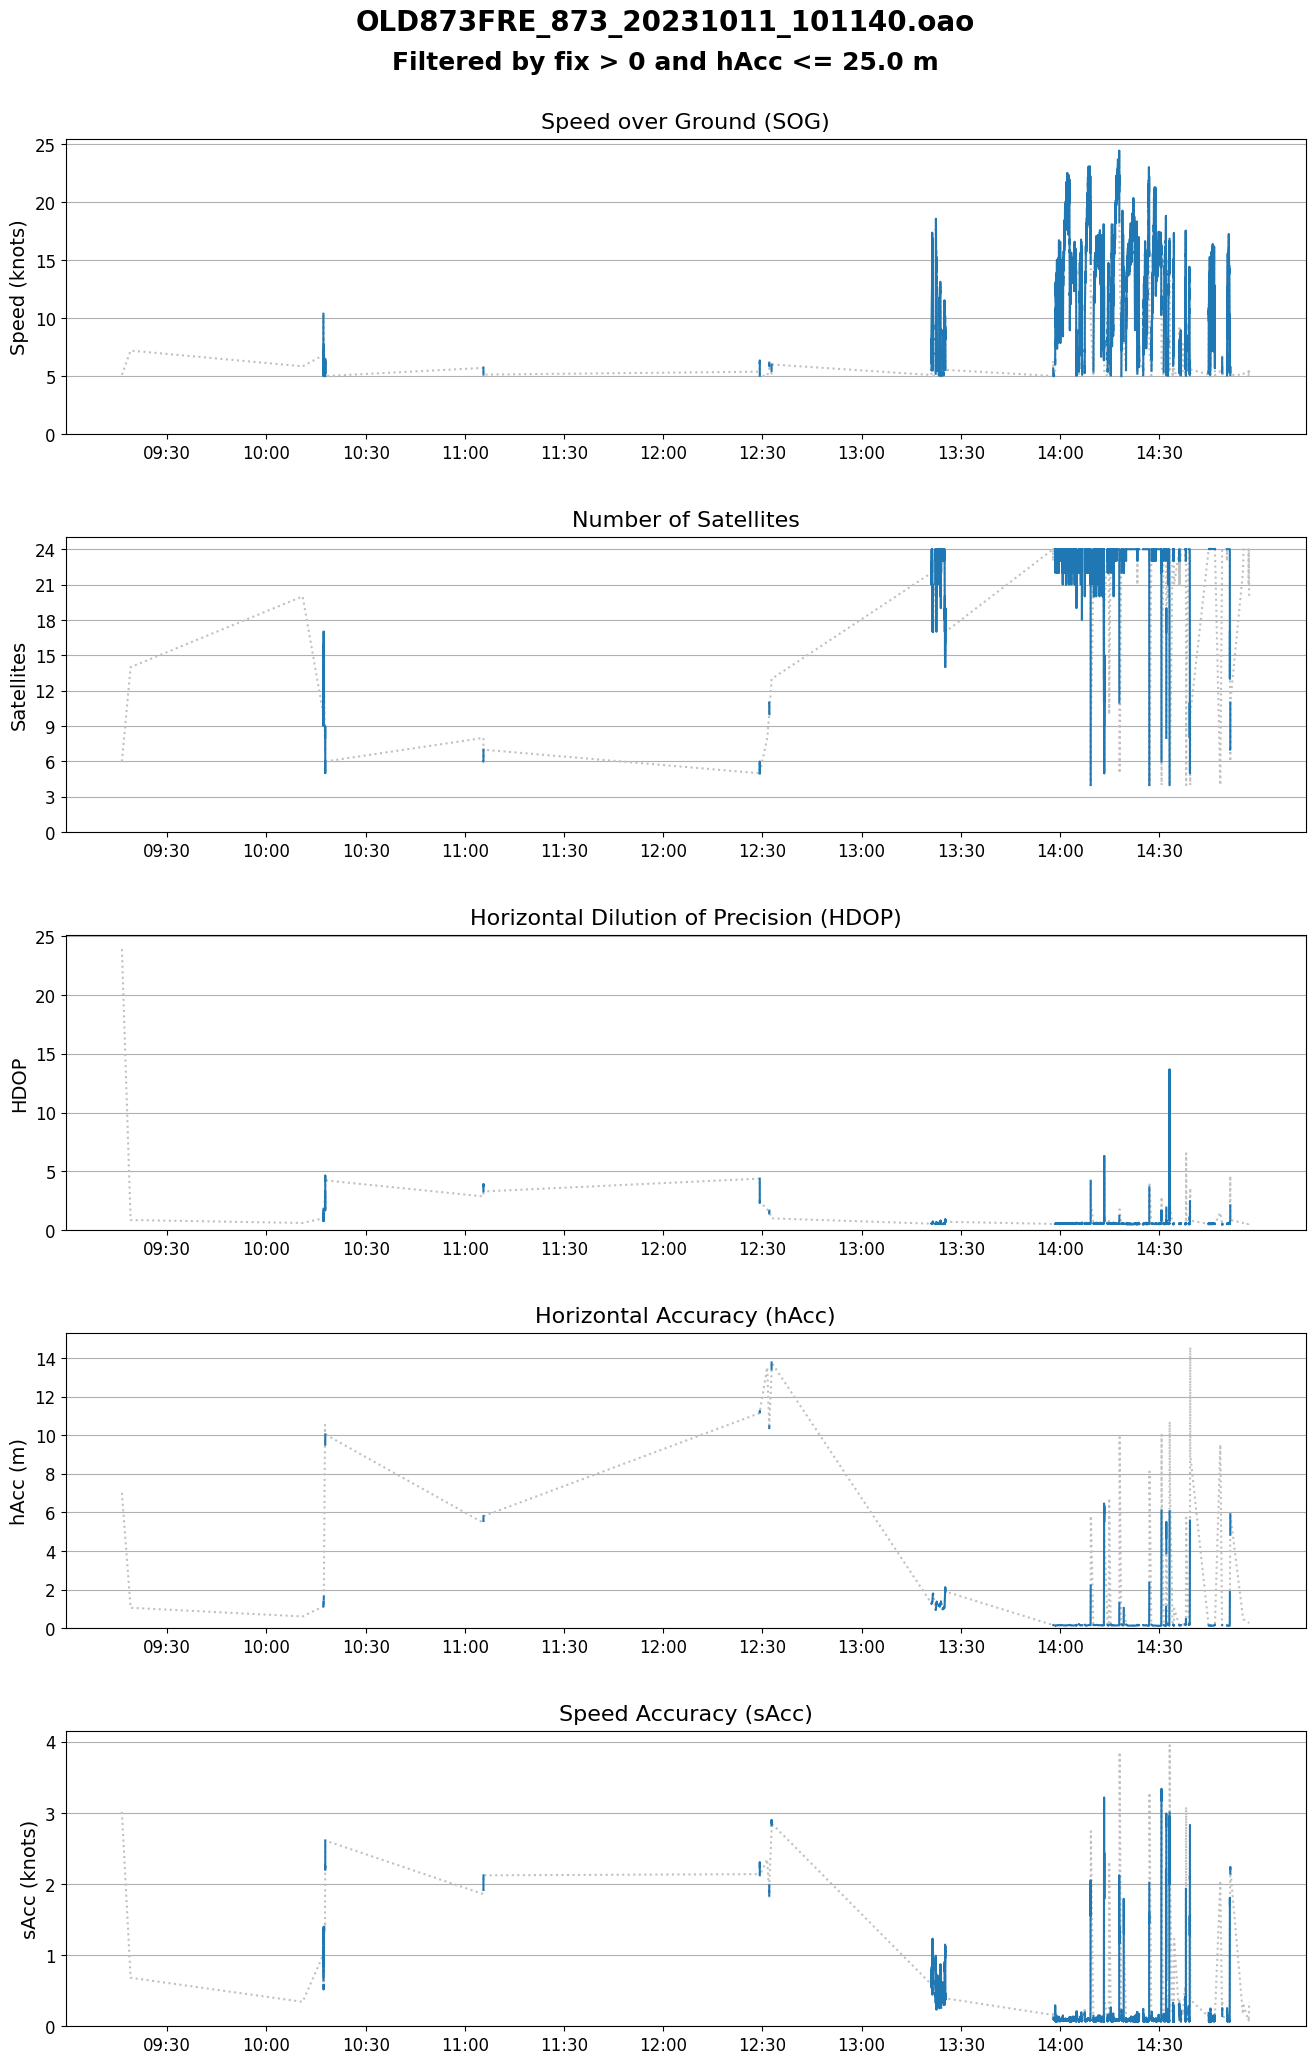 OLD873FRE_873_20231011_101140.oao
Filtered by fix > 0 and hAcc <= 25.0 m
Speed over Ground (SOG)
Speed (knots)
25
20
15
10
5
0
09:30 10:00 10:30 11:00 11:30 12:00 12:30 13:00 13:30 14:00 14:30
Number of Satellites
Satellites
24
21
18
15
12
9
6
3
0
09:30 10:00 10:30 11:00 11:30 12:00 12:30 13:00 13:30 14:00 14:30
Horizontal Dilution of Precision (HDOP)
HDOP
25
20
15
10
5
0
09:30 10:00 10:30 11:00 11:30 12:00 12:30 13:00 13:30 14:00 14:30
Horizontal Accuracy (hAcc)
hAcc (m)
14
12
10
8
6
4
2
0
09:30 10:00 10:30 11:00 11:30 12:00 12:30 13:00 13:30 14:00 14:30
Speed Accuracy (sAcc)
sAcc (knots)
4
3
2
1
0
09:30 10:00 10:30 11:00 11:30 12:00 12:30 13:00 13:30 14:00 14:30